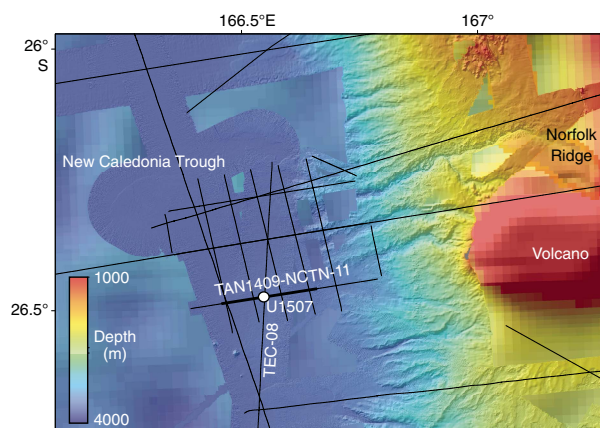 166.5°E
167°
26°
S
Norfolk
Ridge
New Caledonia Trough
Volcano
1000
TAN1409-NCTN-11
U1507
26.5°
Depth
(m)
TEC-08
4000